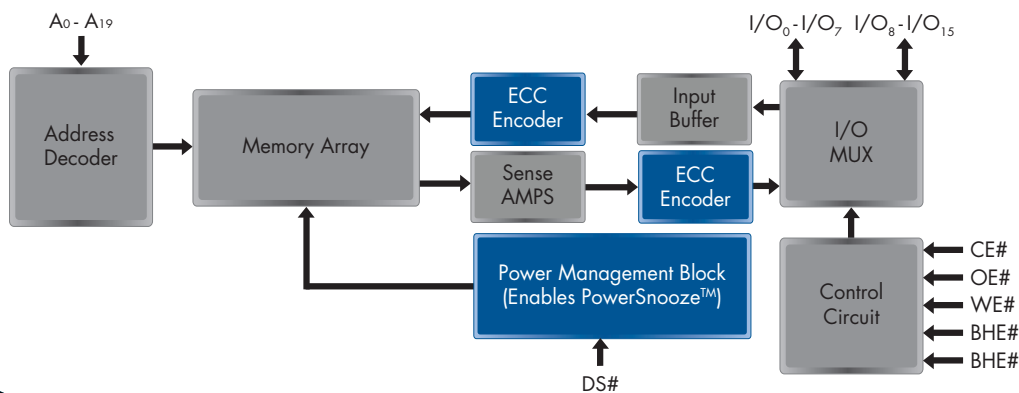 A0 - A19
I/O0-I/O7 I/O8-I/O15
Address
Decoder
Memory Array
ECC
Encoder
Input
Buffer
I/O
MUX
Sense
AMPS
ECC
Encoder
Power Management Block
(Enables PowerSnooze™)
DS#
Control
Circuit
CE#
OE#
WE#
BHE#
BHE#